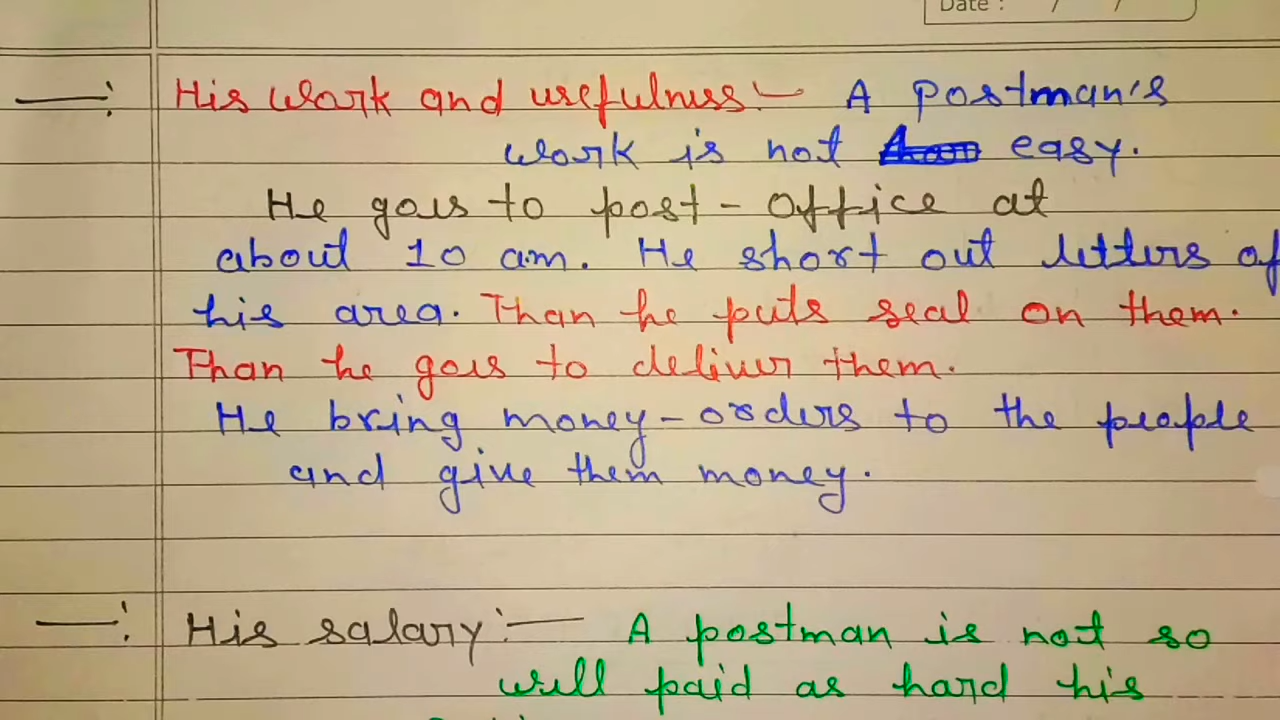 Date : / /
His work and usefulness :-  A Postman's
work is not easy.
He goes to post - office at
about 10 am. He short out letters of
his area. Than he puts seal on them.
Than he goes to deliver them.
He bring money-orders to the people
and give them money.
His salary :- A postman is not so
well paid as hard his